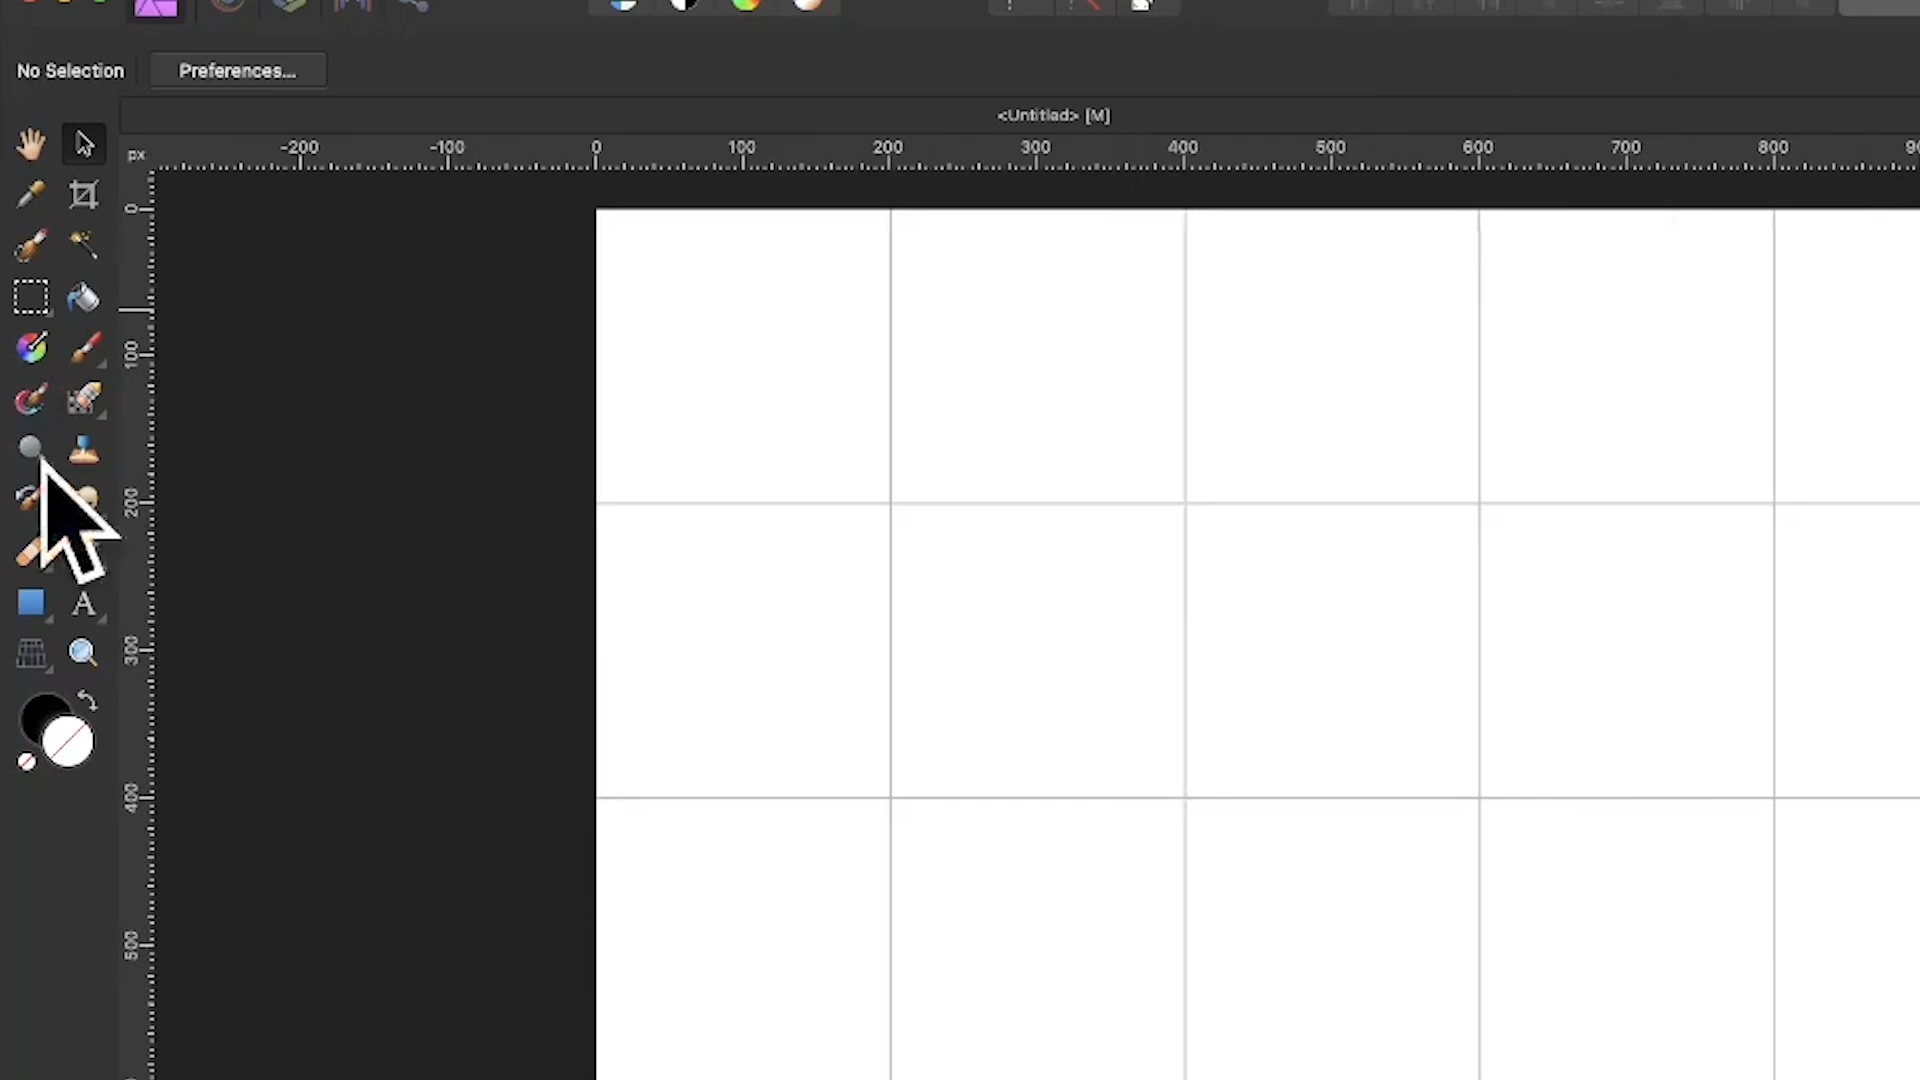 No Selection
Preferences...
<Untitled> [M]
px
-200 -100 0 100 200 300 400 500 600 700 800
0
100
200
300
400
500
A